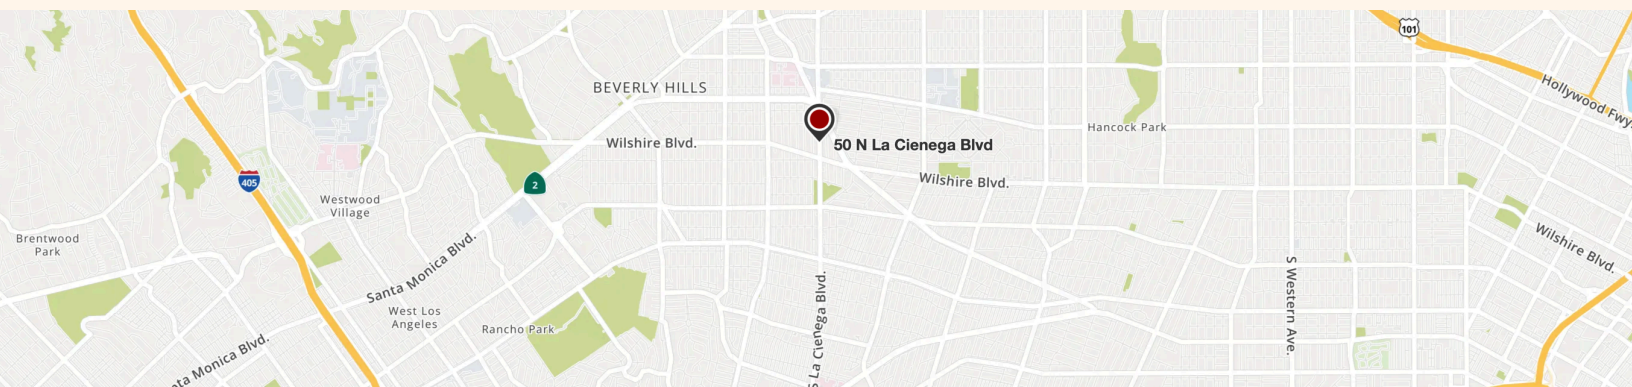 101
BEVERLY HILLS
Hollywood Fwy.
Hancock Park
Wilshire Blvd.
50 N La Cienega Blvd
405
2
Wilshire Blvd.
Westwood
Village
Brentwood
Park
Santa Monica Blvd.
Wilshire Blvd.
S La Cienega Blvd.
S Western Ave.
West Los
Angeles
Rancho Park
ta Monica Blvd.